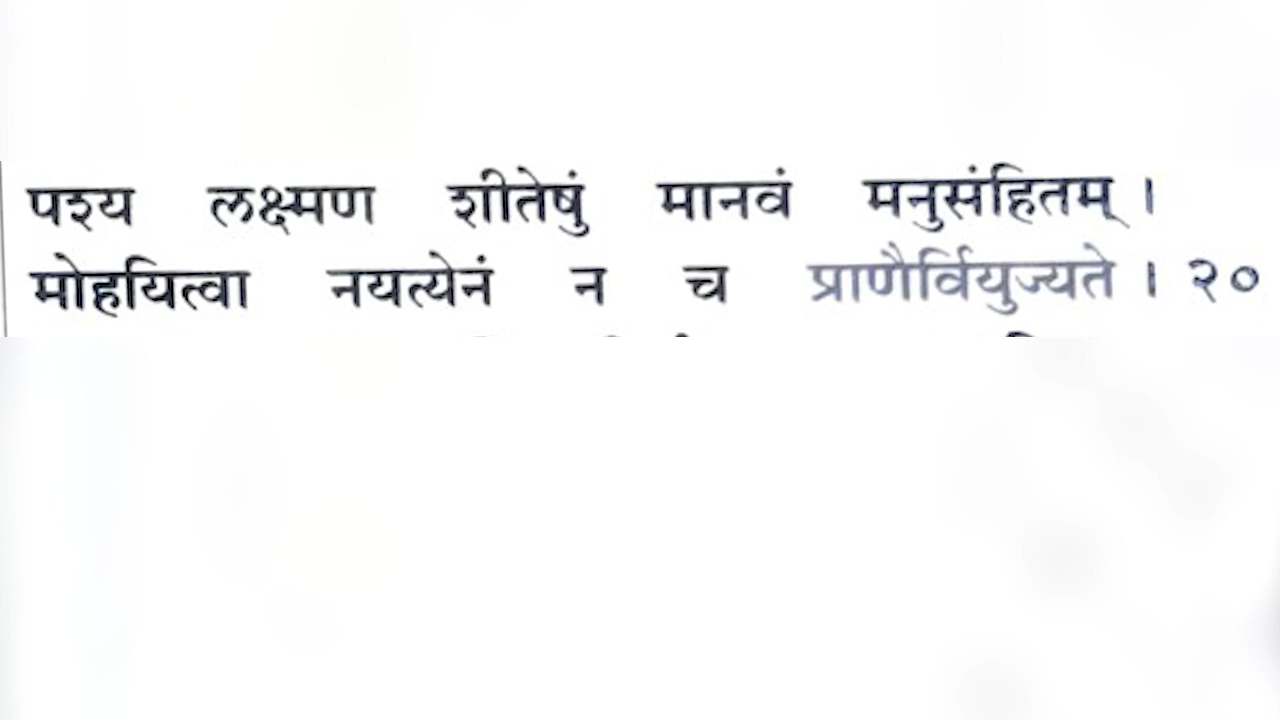 पश्य लक्ष्मण शीतेषुं मानवं मनुसंहितम् ।
मोहयित्वा नयत्येनं न च प्राणैर्वियुज्यते । २०